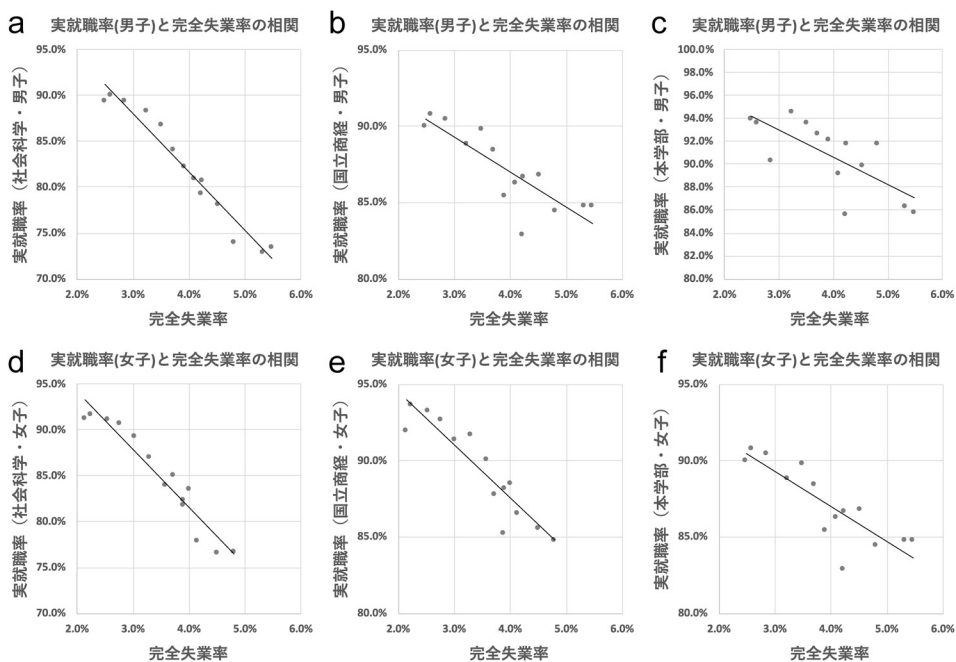 a 実就職率(男子)と完全失業率の相関
95.0%
90.0%
85.0%
80.0%
75.0%
70.0%
2.0% 3.0% 4.0% 5.0% 6.0%
実就職率（社会科学・男子）
完全失業率
b 実就職率(男子)と完全失業率の相関
95.0%
90.0%
85.0%
80.0%
2.0% 3.0% 4.0% 5.0% 6.0%
実就職率（国立商経・男子）
完全失業率
c 実就職率(男子)と完全失業率の相関
100.0%
98.0%
96.0%
94.0%
92.0%
90.0%
88.0%
86.0%
84.0%
82.0%
80.0%
2.0% 3.0% 4.0% 5.0% 6.0%
実就職率（本学部・男子）
完全失業率
d 実就職率(女子)と完全失業率の相関
95.0%
90.0%
85.0%
80.0%
75.0%
70.0%
2.0% 3.0% 4.0% 5.0% 6.0%
実就職率（社会科学・女子）
完全失業率
e 実就職率(女子)と完全失業率の相関
95.0%
90.0%
85.0%
80.0%
2.0% 3.0% 4.0% 5.0% 6.0%
実就職率（国立商経・女子）
完全失業率
f 実就職率(女子)と完全失業率の相関
95.0%
90.0%
85.0%
80.0%
2.0% 3.0% 4.0% 5.0% 6.0%
実就職率（本学部・女子）
完全失業率